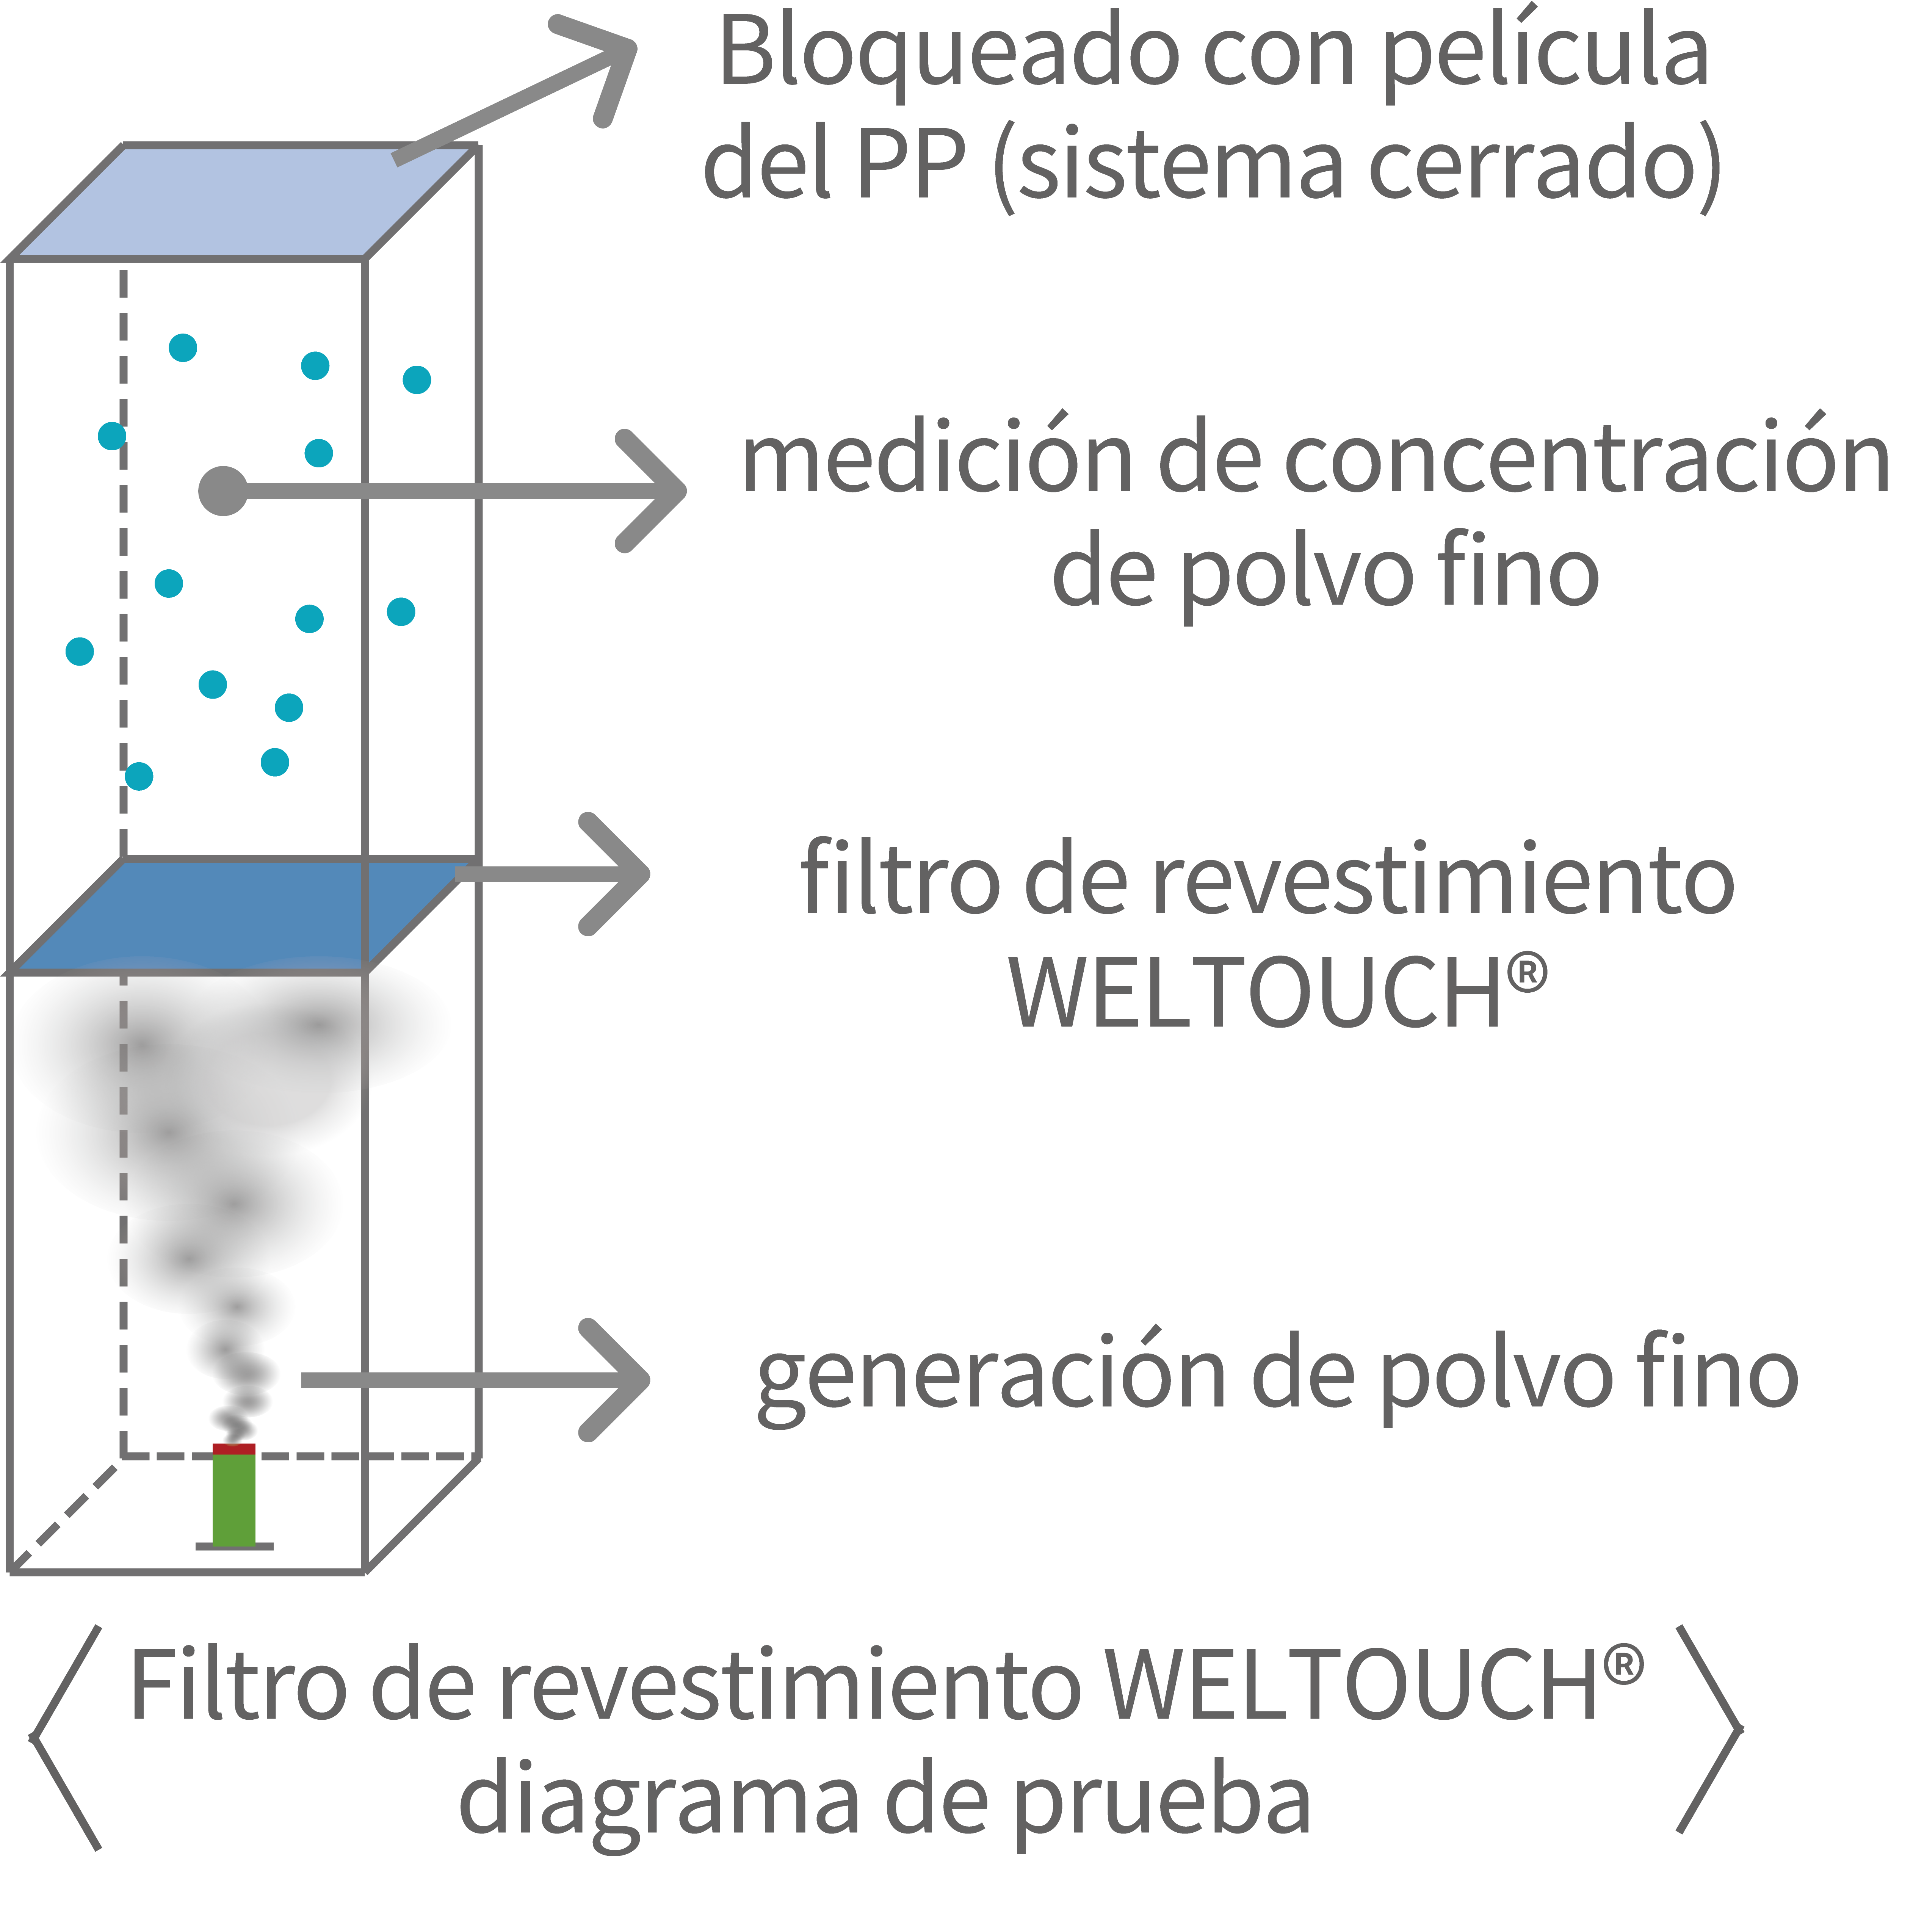 Bloqueado con película
del PP (sistema cerrado)
medición de concentración
de polvo fino
filtro de revestimiento
WELTOUCH®
generación de polvo fino
Filtro de revestimiento WELTOUCH®
diagrama de prueba